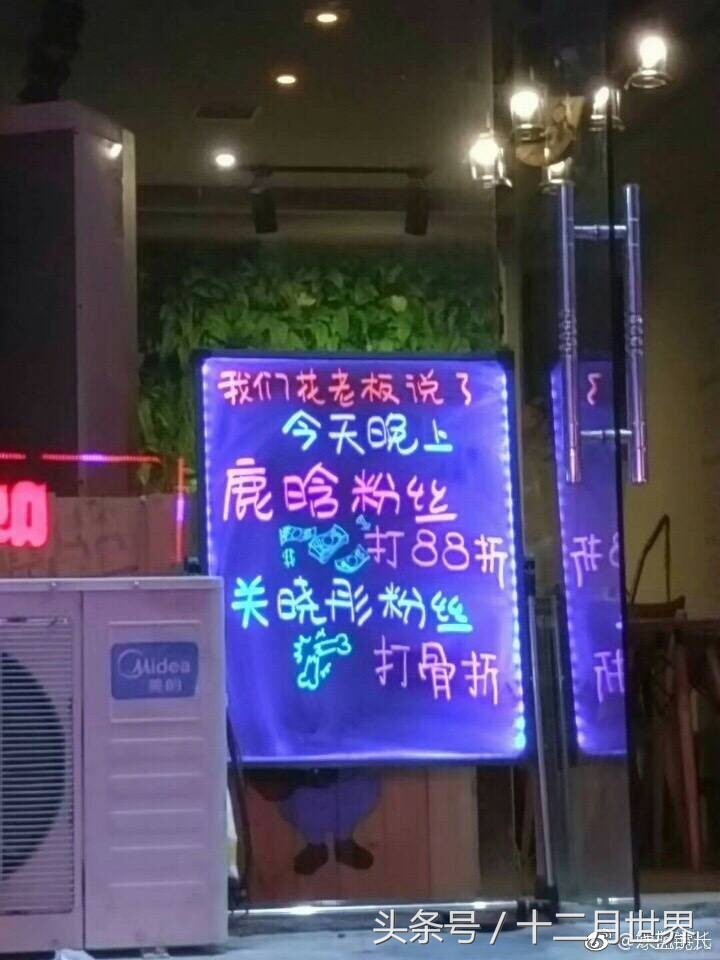 我们花老板说了
今天晚上
鹿晗粉丝
打88折
关晓彤粉丝
打骨折
Midea
美的
头条号／十二月世界